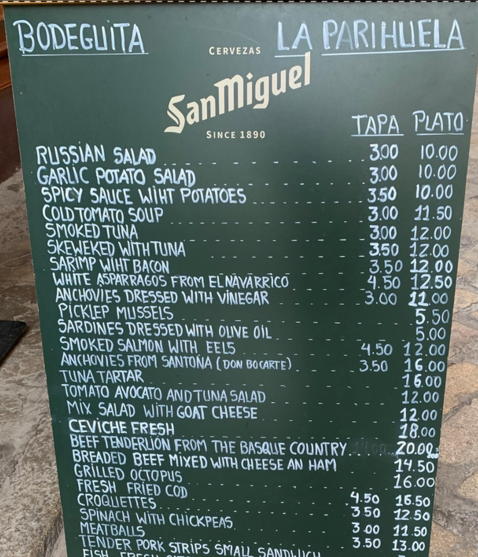 BODEGUITA LA PARIHUELA
CERVEZAS
SanMiguel
SINCE 1890
TAPA PLATO
RUSSIAN SALAD 3.00 10.00
GARLIC POTATO SALAD 3.00 10.00
SPICY SAUCE WIHT POTATOES 3.50 10.00
COLD TOMATO SOUP 3.00 11.50
SMOKED TUNA 3.00 12.00
SKEWEKED WITH TUNA 3.50 12.00
SARIMP WIHT BACON 3.50 12.00
WHITE ASPARRAGOS FROM EL NAVARRICO 4.50 12.50
ANCHOVIES DRESSED WITH VINEGAR 3.00 11.00
PICKLEP MUSSELS 5.50
SARDINES DRESSED WITH OLIVE OIL 5.00
SMOKED SALMON WITH EELS 4.50 12.00
ANCHOVIES FROM SANTOÑA (DON BOCARTE) 3.50 16.00
TUNA TARTAR 16.00
TOMATO AVOCATO AND TUNA SALAD 12.00
MIX SALAD WITH GOAT CHEESE 12.00
CEVICHE FRESH 18.00
BEEF TENDERLION FROM THE BASQUE COUNTRY 20.00
BREADED BEEF MIXED WITH CHEESE AN HAM 14.50
GRILLED OCTOPUS 16.00
FRESH FRIED COD 4.50 16.50
CROQUETTES 3.50 12.50
SPINACH WITH CHICKPEAS 3.00 11.50
MEATBALLS 3.50 13.00
TENDER PORK STRIPS SMALL SANDWICH